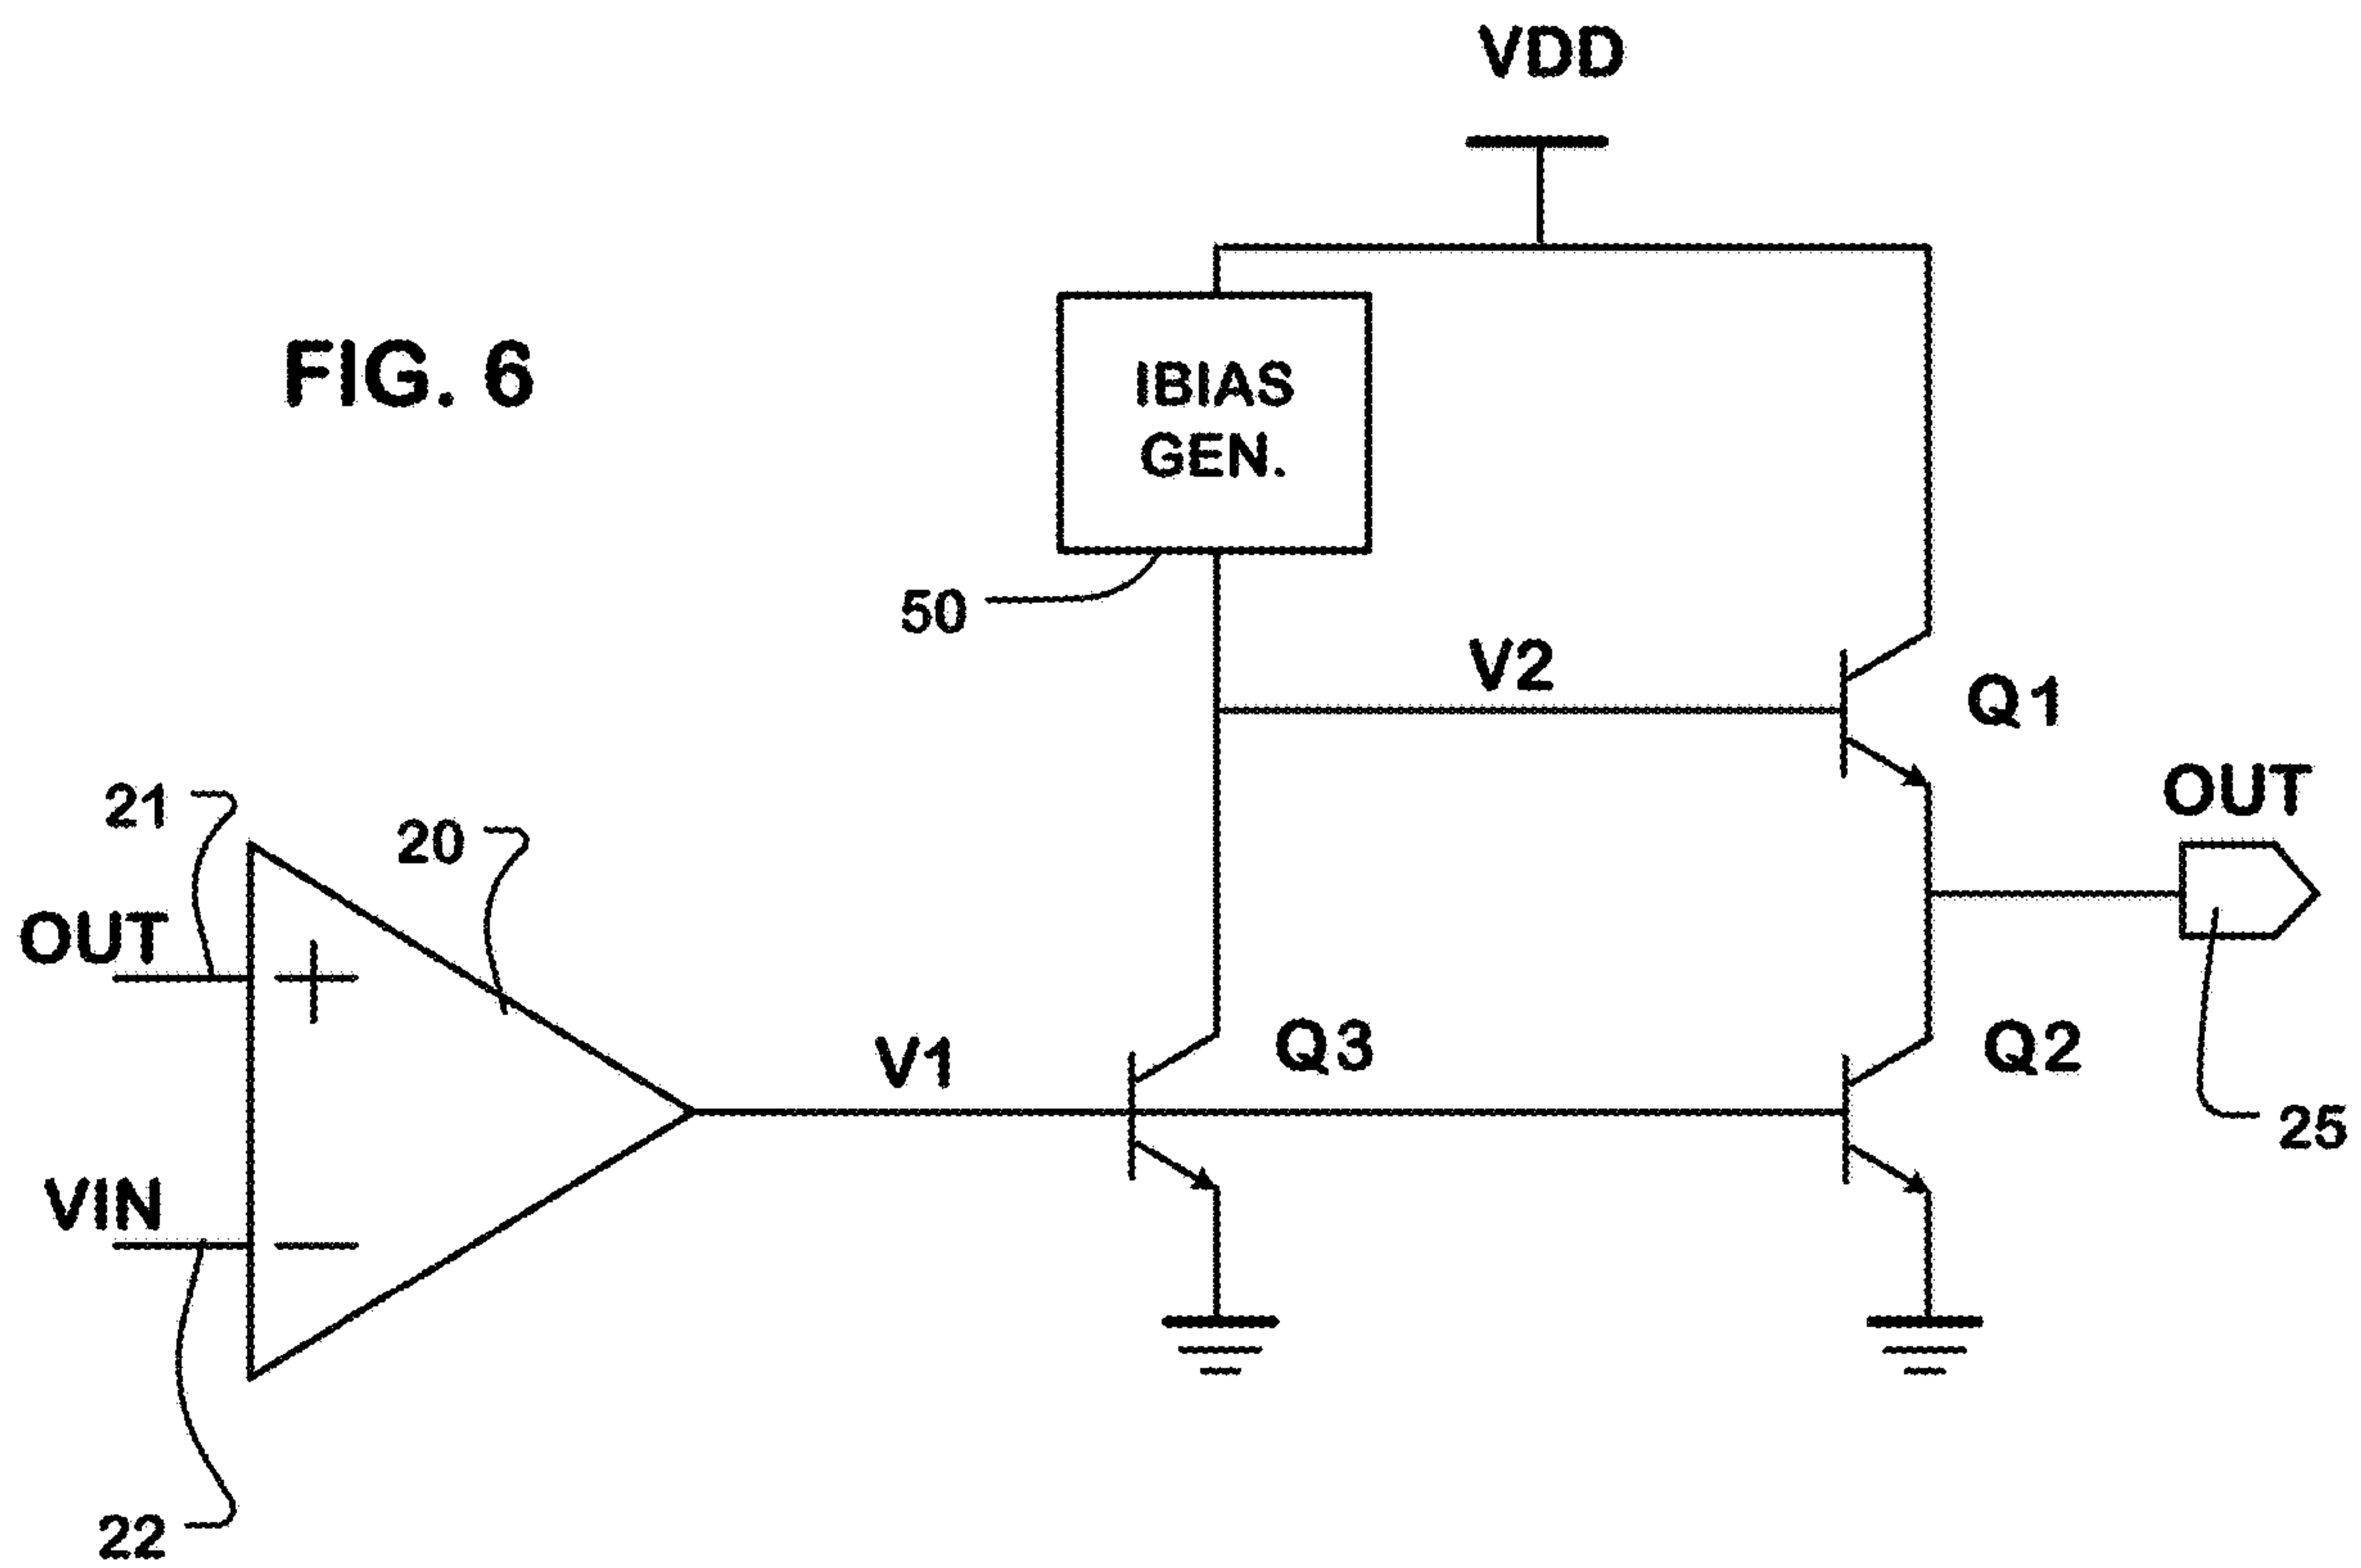 VDD
FIG. 6
IBIAS
GEN.
50
V2
Q1
OUT
21
20
OUT
+
V1
Q3
Q2
25
VIN
−
22